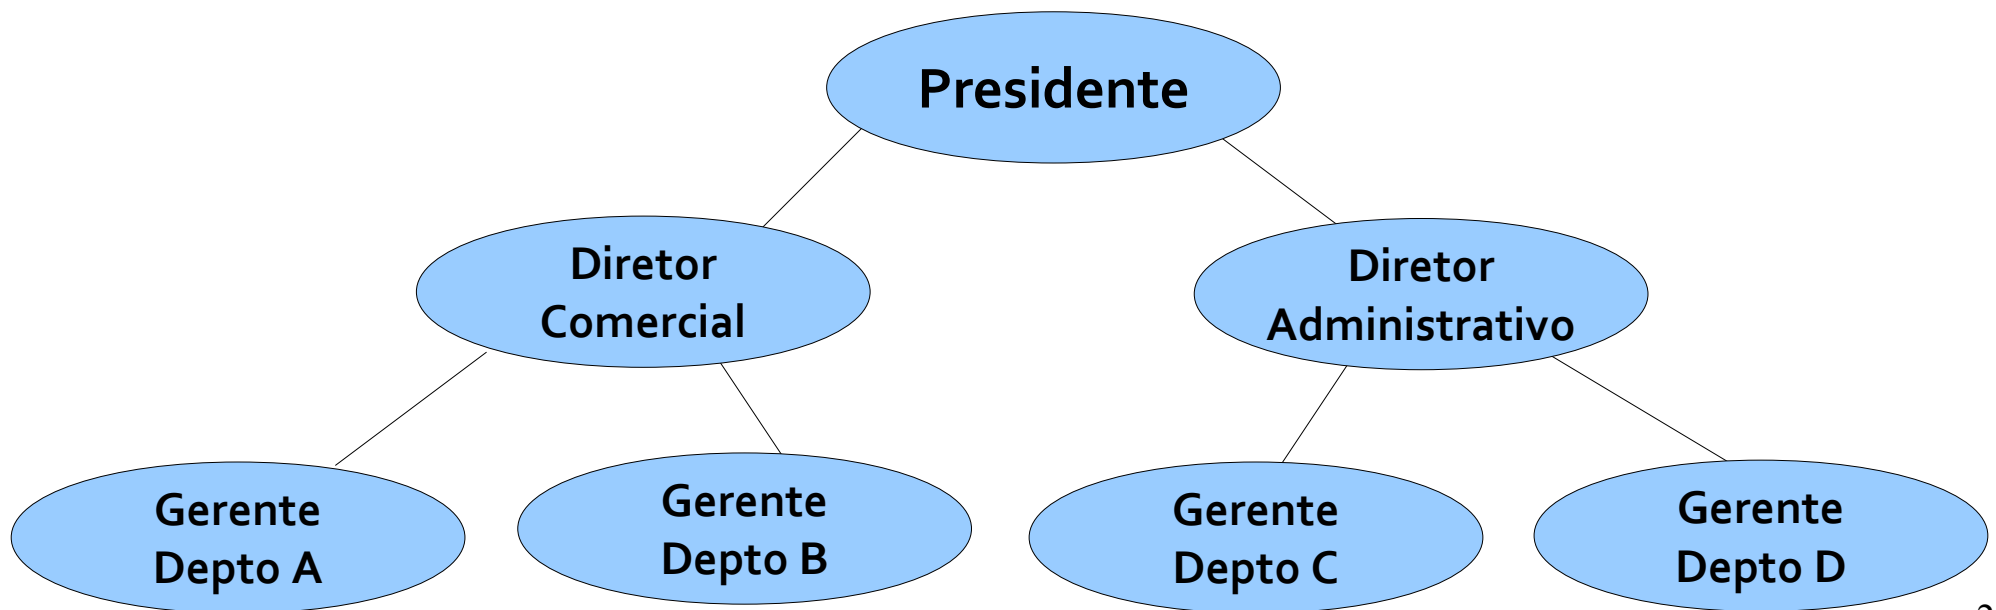 Presidente
Diretor
Comercial
Diretor
Administrativo
Gerente
Depto A
Gerente
Depto B
Gerente
Depto C
Gerente
Depto D